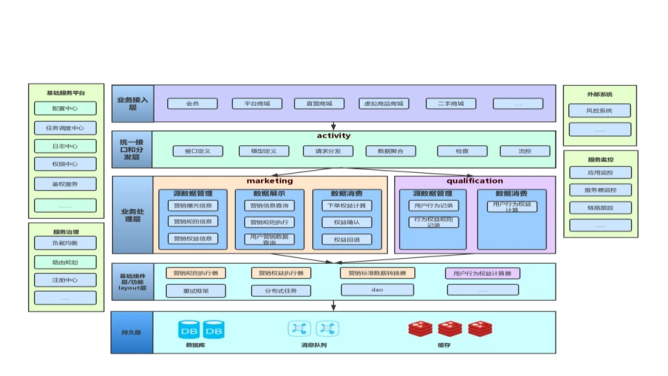 基础服务平台
配置中心
任务调度中心
日志中心
权限中心
鉴权服务
......
服务治理
负载均衡
路由规则
注册中心
......
业务接入
层
会员
平台商城
直营商城
虚拟商品商城
二手商城
......
统一接
口和分
发层
activity
接口定义
模型定义
请求分发
数据聚合
检查
流控
业务处
理层
marketing
源数据管理
营销曝光信息
营销规则信息
营销权益信息
数据展示
营销信息查询
营销规则执行
用户营销数据
查询
数据消费
下单权益计算
权益确认
权益回退
qualification
源数据管理
用户行为记录
行为权益规则
记录
数据消费
用户行为权益
计算
基础组件
层/功能
layout层
营销规则执行器
营销权益执行器
营销标准数据转换器
用户行为权益计算器
重试框架
分布式任务
dao
......
持久层
DB
DB
数据库
消息队列
缓存
外部系统
风控系统
......
服务监控
应用监控
服务器监控
链路跟踪
......